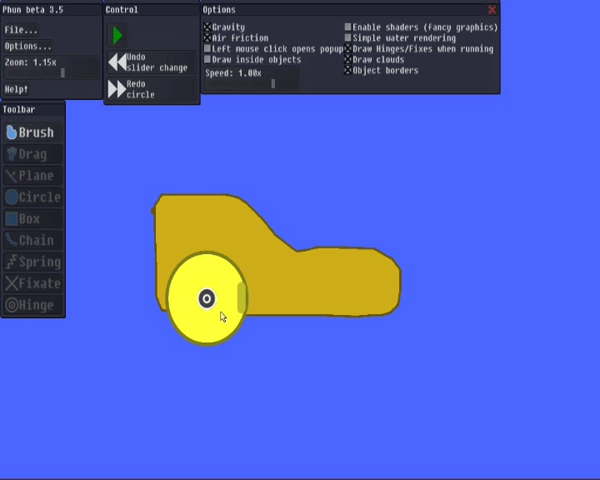 Phun beta 3.5
File...
Options...
Zoom: 1.15x
Help!
Control
Undo
slider change
Redo
circle
Options
Gravity
Air friction
Left mouse click opens popup
Draw inside objects
Speed: 1.00x
Enable shaders (fancy graphics)
Simple water rendering
Draw Hinges/Fixes when running
Draw clouds
Object borders
Toolbar
Brush
Drag
Plane
Circle
Box
Chain
Spring
Fixate
Hinge